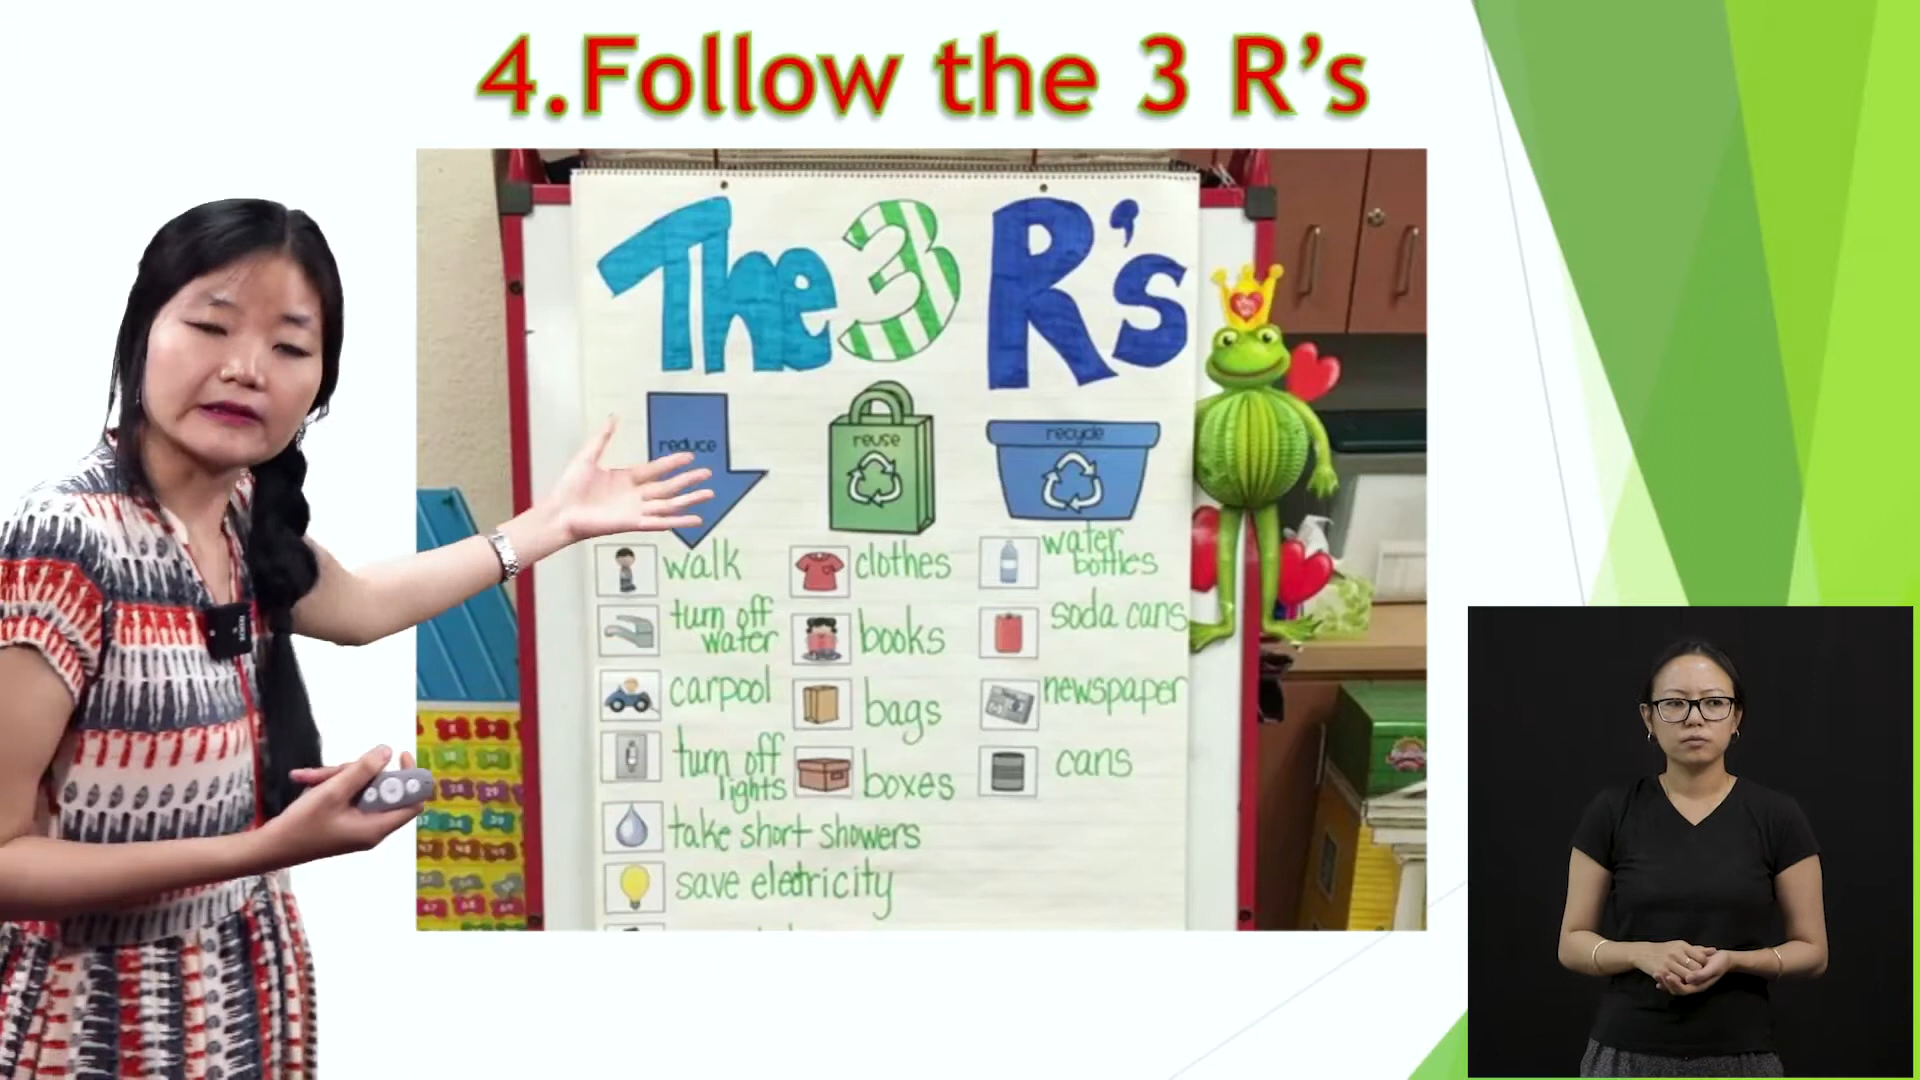 4.Follow the 3 R's
The 3 R's
reduce
reuse
recycle
walk
turn off
water
carpool
turn off
lights
take short showers
save eletricity
clothes
books
bags
boxes
water
bottles
soda cans
newspaper
cans